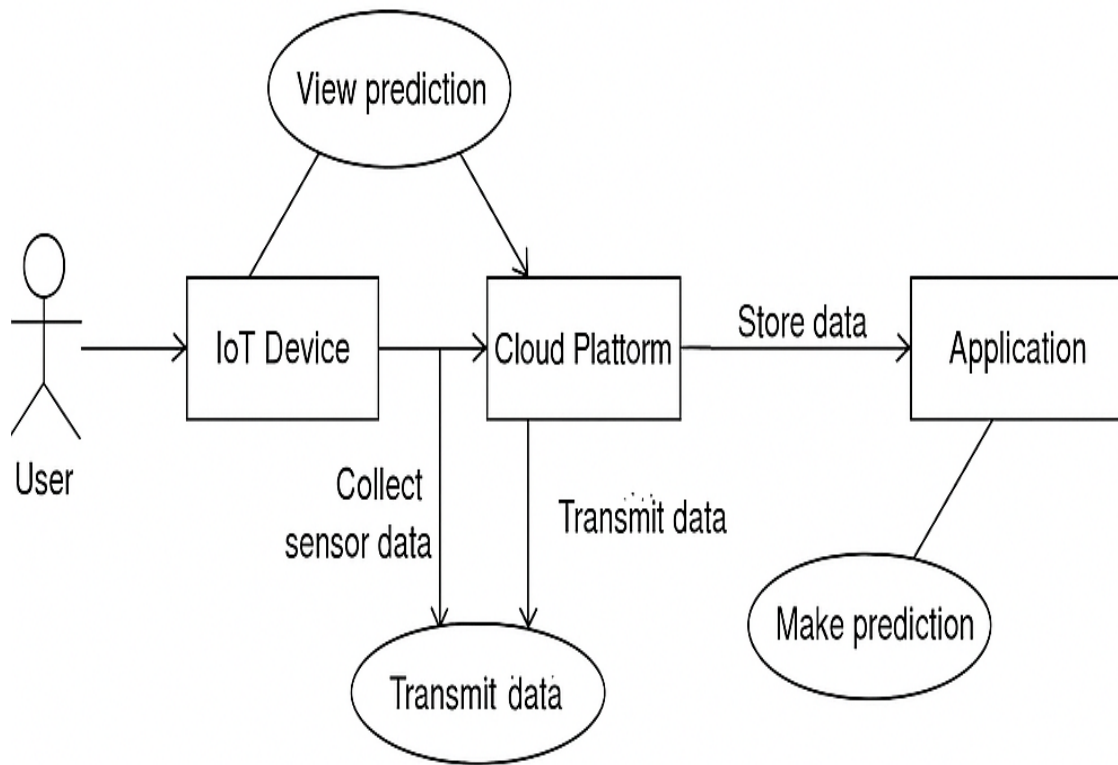 View prediction
IoT Device
Cloud Plattorm
Store data
Application
User
Collect
sensor data
Transmit data
Make prediction
Transmit data